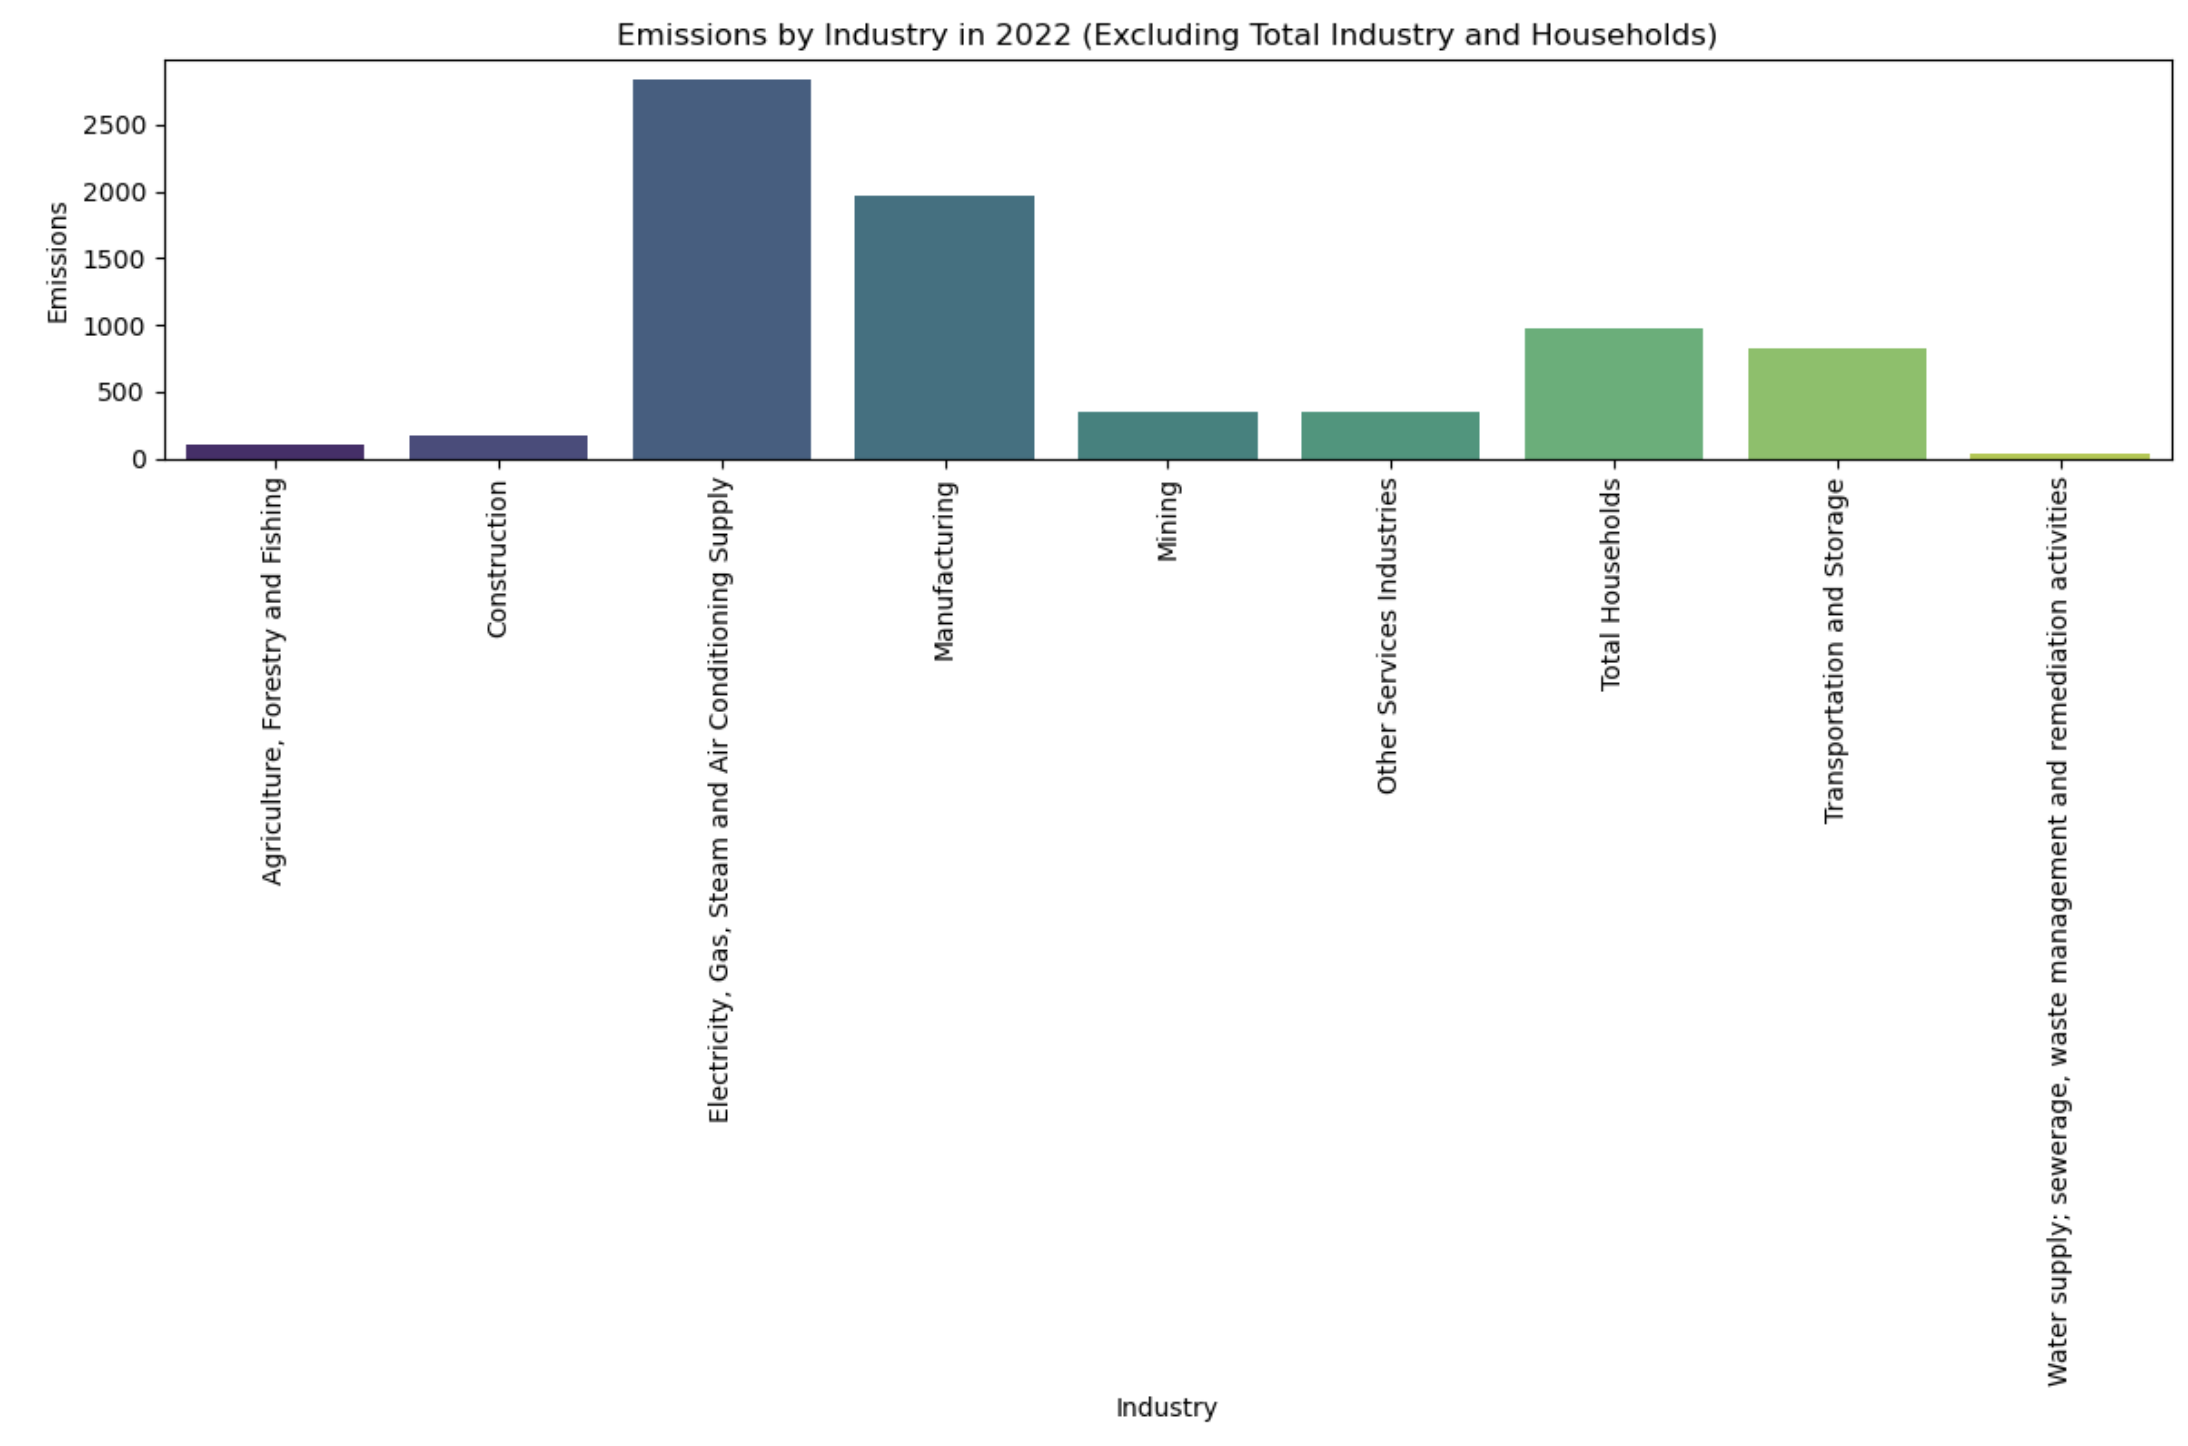 Emissions by Industry in 2022 (Excluding Total Industry and Households)
Emissions
2500
2000
1500
1000
500
0
Agriculture, Forestry and Fishing
Construction
Electricity, Gas, Steam and Air Conditioning Supply
Manufacturing
Mining
Other Services Industries
Total Households
Transportation and Storage
Water supply; sewerage, waste management and remediation activities
Industry